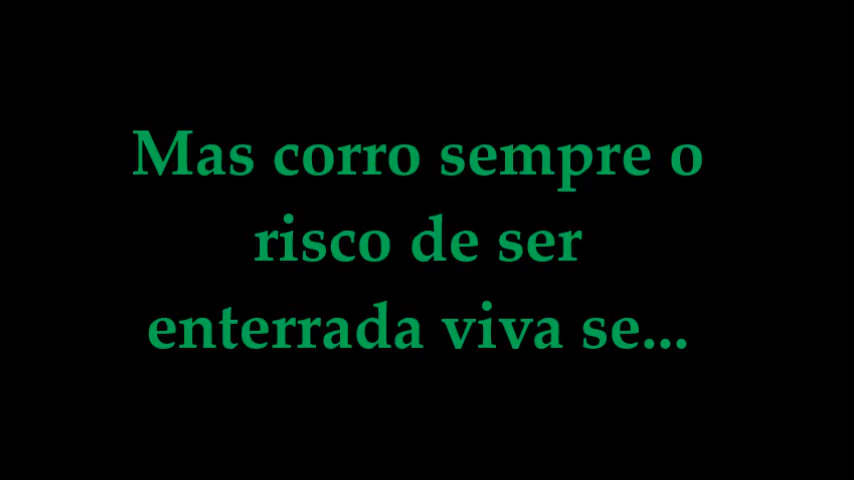 Mas corro sempre o
risco de ser
enterrada viva se...